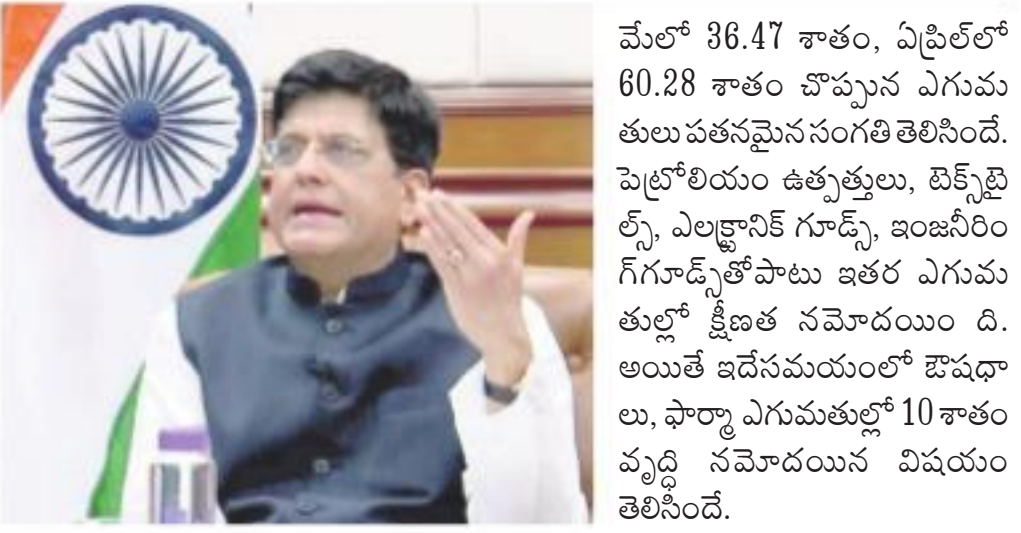 మేలో 36.47 శాతం, ఏప్రిల్‌లో
60.28 శాతం చొప్పున ఎగుమ
తులు పతనమైన సంగతి తెలిసిందే.
పెట్రోలియం ఉత్పత్తులు, టెక్స్‌టై
ల్స్, ఎలక్ట్రానిక్ గూడ్స్, ఇంజనీరిం
గ్‌గూడ్స్‌తోపాటు ఇతర ఎగుమ
తుల్లో క్షీణత నమోదయిం ది.
అయితే ఇదేసమయంలో ఔషధా
లు, ఫార్మా ఎగుమతుల్లో 10 శాతం
వృద్ధి నమోదయిన విషయం
తెలిసిందే.